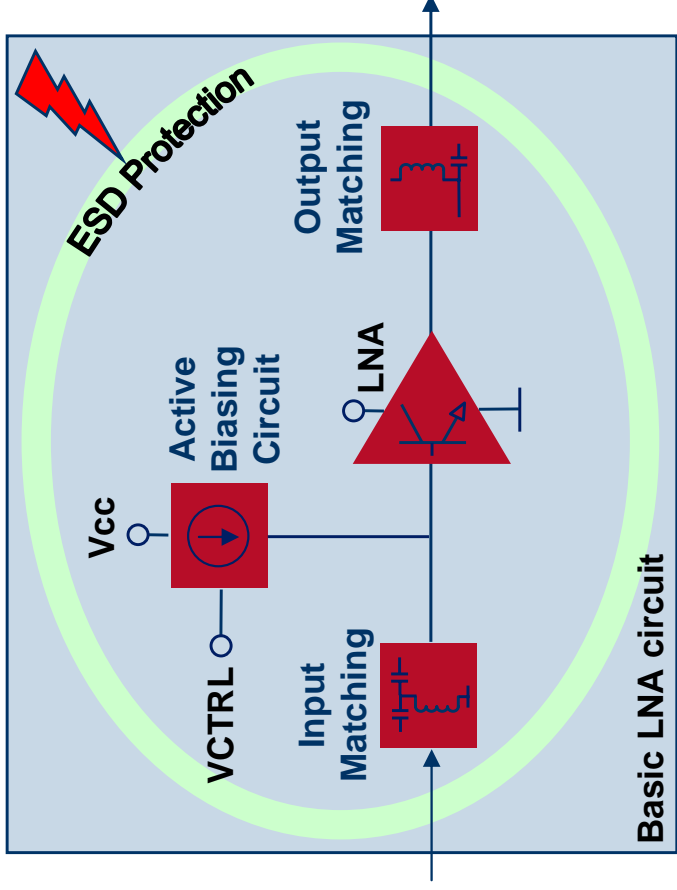 ESD Protection
Vcc
Active
Biasing
Circuit
VCTRL
Input
Matching
LNA
Output
Matching
Basic LNA circuit